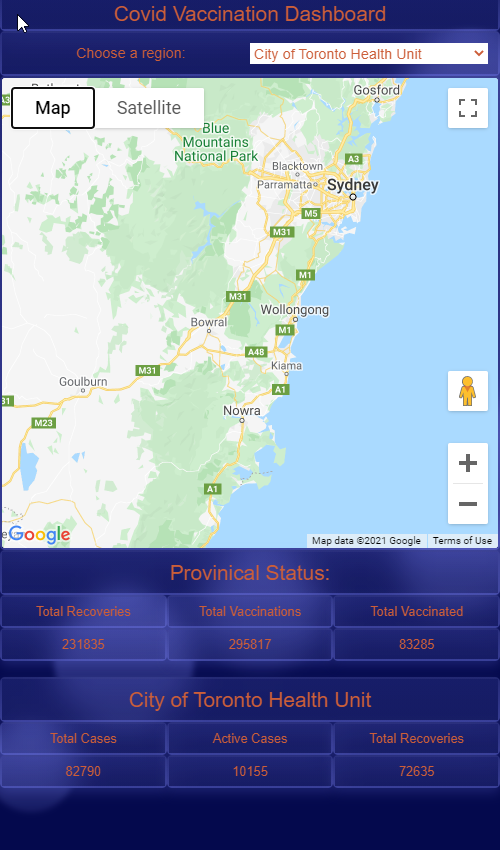 Covid Vaccination Dashboard
Choose a region:
City of Toronto Health Unit
Gosford
Map
Satellite
Blue
Mountains
National Park
A3
Blacktown
Parramatta
Sydney
M5
M31
M1
M31
Wollongong
Bowral
M1
A48
Kiama
M31
A1
Goulburn
31
Nowra
M23
A1
Google
Map data ©2021 Google
Terms of Use
Provinical Status:
Total Recoveries
Total Vaccinations
Total Vaccinated
231835
295817
83285
City of Toronto Health Unit
Total Cases
Active Cases
Total Recoveries
82790
10155
72635